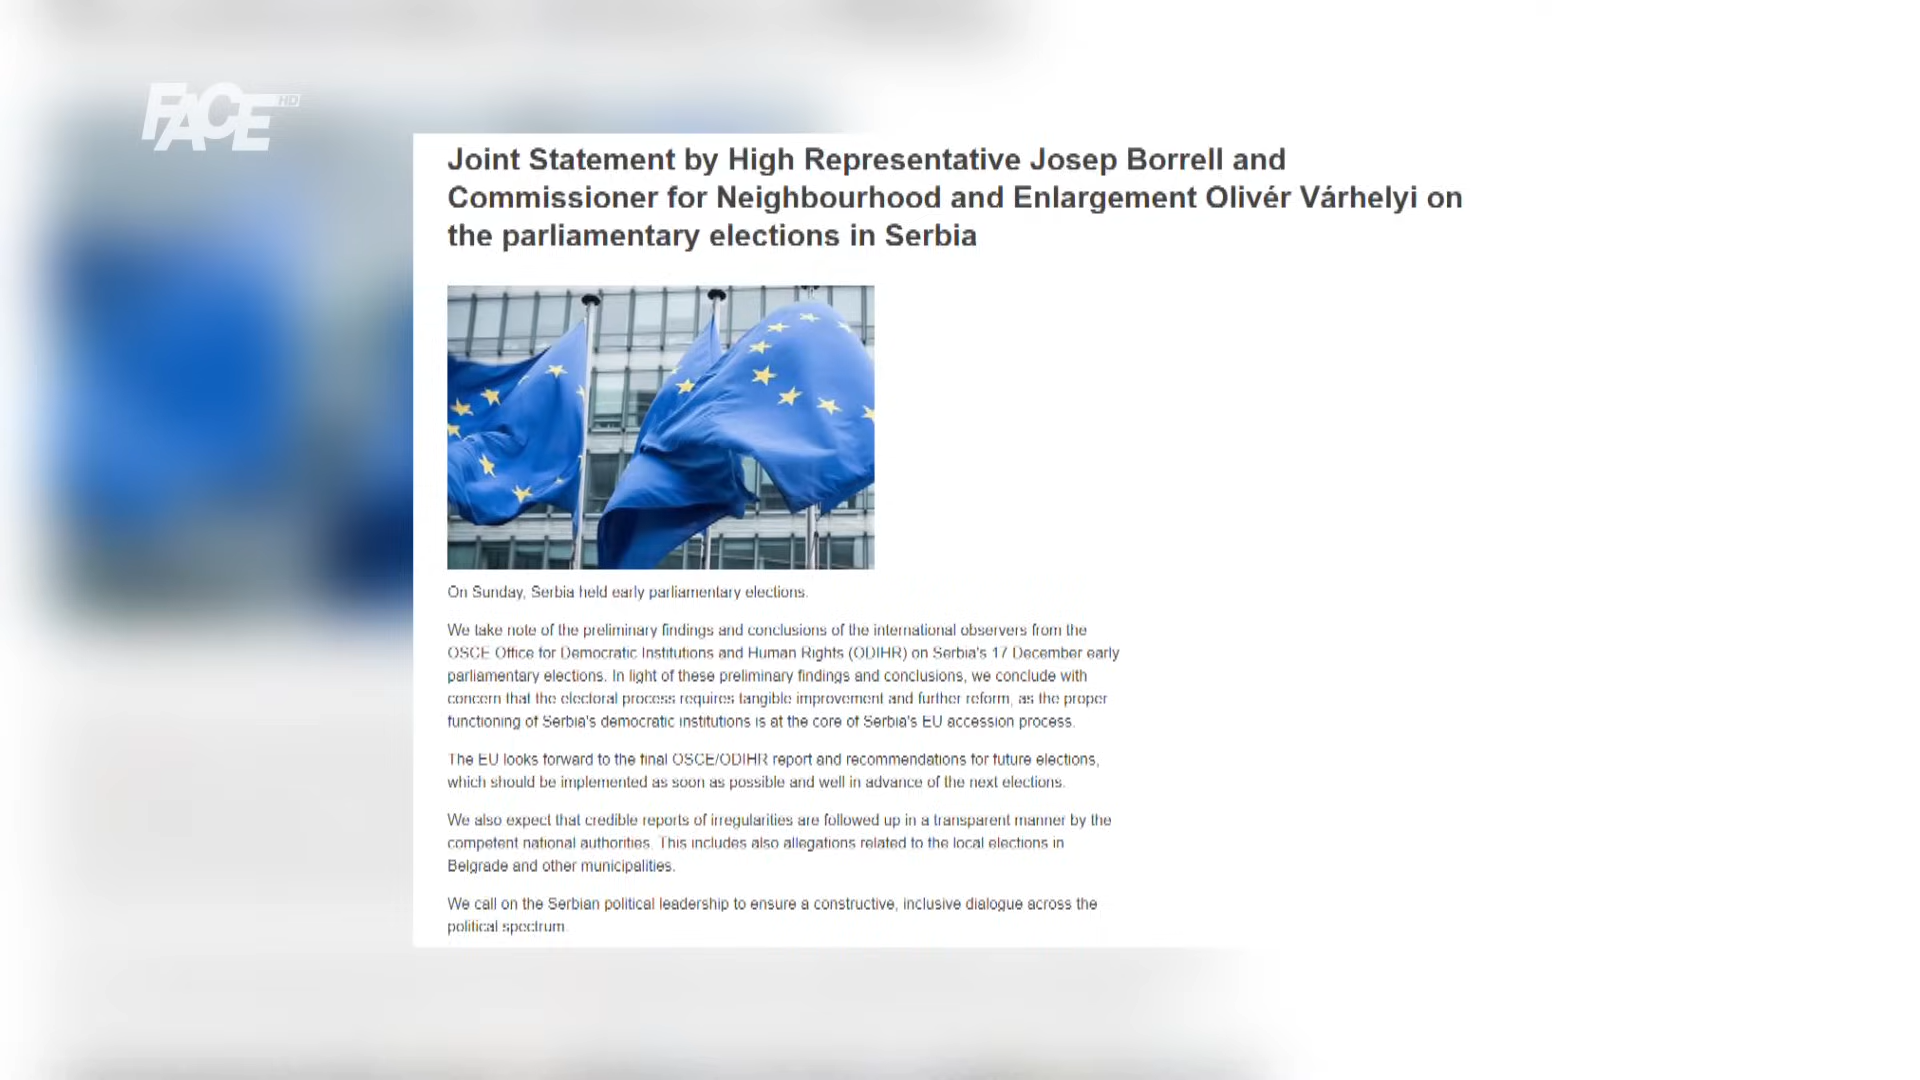 FACE HD
Joint Statement by High Representative Josep Borrell and
Commissioner for Neighbourhood and Enlargement Olivér Várhelyi on
the parliamentary elections in Serbia
On Sunday, Serbia held early parliamentary elections.
We take note of the preliminary findings and conclusions of the international observers from the
OSCE Office for Democratic Institutions and Human Rights (ODIHR) on Serbia's 17 December early
parliamentary elections. In light of these preliminary findings and conclusions, we conclude with
concern that the electoral process requires tangible improvement and further reform, as the proper
functioning of Serbia's democratic institutions is at the core of Serbia's EU accession process.
The EU looks forward to the final OSCE/ODIHR report and recommendations for future elections,
which should be implemented as soon as possible and well in advance of the next elections.
We also expect that credible reports of irregularities are followed up in a transparent manner by the
competent national authorities. This includes also allegations related to the local elections in
Belgrade and other municipalities.
We call on the Serbian political leadership to ensure a constructive, inclusive dialogue across the
political spectrum.